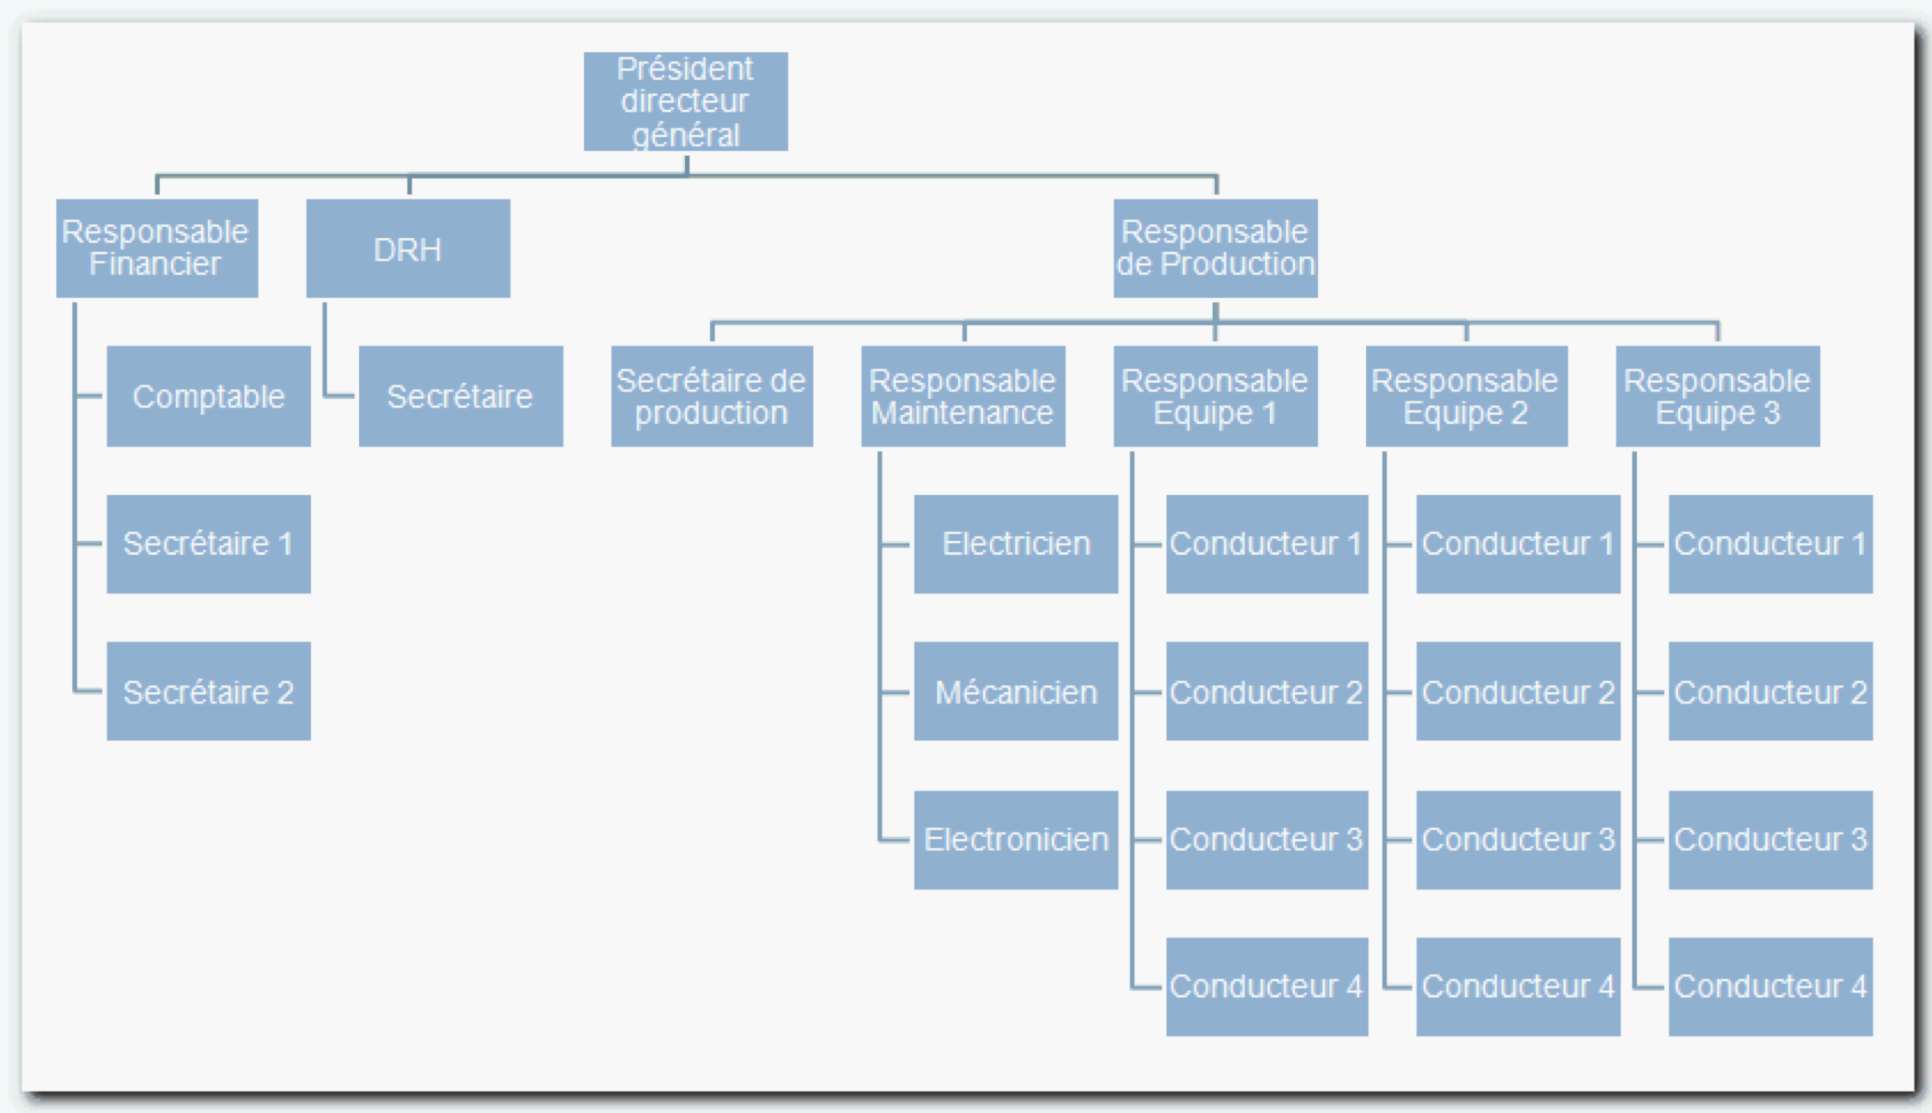 Président
directeur
général
Responsable
Financier
DRH
Responsable
de Production
Comptable
Secrétaire
Secrétaire de
production
Responsable
Maintenance
Responsable
Equipe 1
Responsable
Equipe 2
Responsable
Equipe 3
Secrétaire 1
Electricien
Conducteur 1
Conducteur 1
Conducteur 1
Secrétaire 2
Mécanicien
Conducteur 2
Conducteur 2
Conducteur 2
Electronicien
Conducteur 3
Conducteur 3
Conducteur 3
Conducteur 4
Conducteur 4
Conducteur 4